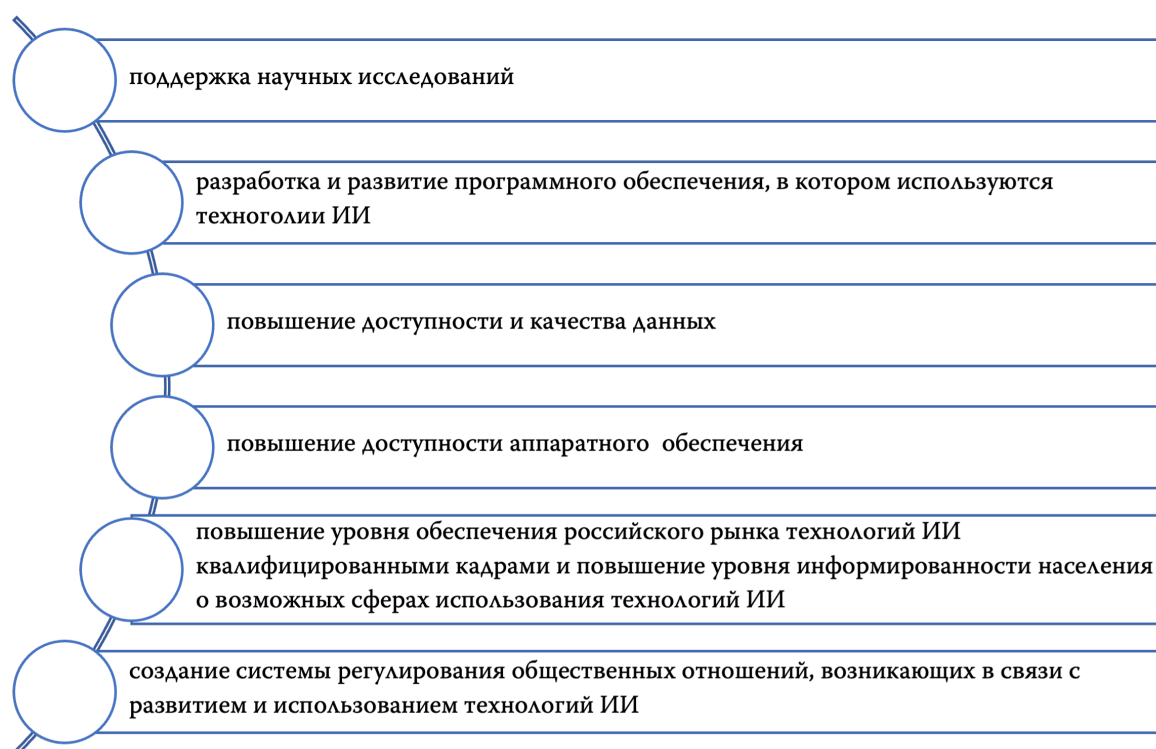 поддержка научных исследований
разработка и развитие программного обеспечения, в котором используются
техноголии ИИ
повышение доступности и качества данных
повышение доступности аппаратного обеспечения
повышение уровня обеспечения российского рынка технологий ИИ
квалифицированными кадрами и повышение уровня информированности населения
о возможных сферах использования технологий ИИ
создание системы регулирования общественных отношений, возникающих в связи с
развитием и использованием технологий ИИ